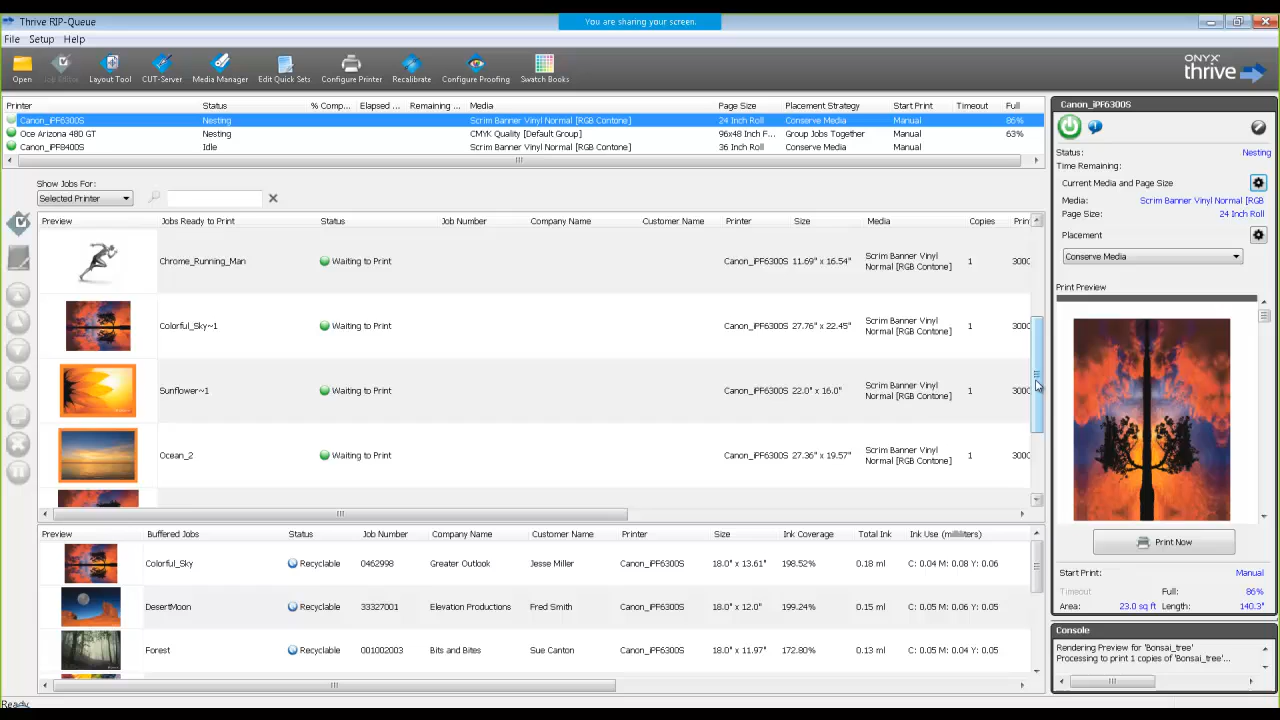 Thrive RIP-Queue
You are sharing your screen.
File Setup Help
Open Job Editor Layout Tool CUT-Server Media Manager Edit Quick Sets Configure Printer Recalibrate Configure Proofing Swatch Books
ONYX thrive
Printer Status % Comp... Elapsed ... Remaining ... Media Page Size Placement Strategy Start Print Timeout Full
Canon_iPF6300S Nesting Scrim Banner Vinyl Normal [RGB Contone] 24 Inch Roll Conserve Media Manual 86%
Oce Arizona 480 GT Nesting CMYK Quality [Default Group] 96x48 Inch F... Group Jobs Together Manual 63%
Canon_iPF8400S Idle Scrim Banner Vinyl Normal [RGB Contone] 36 Inch Roll Conserve Media Manual
Show Jobs For:
Selected Printer
Preview Jobs Ready to Print Status Job Number Company Name Customer Name Printer Size Media Copies Prin
Chrome_Running_Man Waiting to Print Canon_iPF6300S 11.69" x 16.54" Scrim Banner Vinyl Normal [RGB Contone] 1 3000
Colorful_Sky~1 Waiting to Print Canon_iPF6300S 27.76" x 22.45" Scrim Banner Vinyl Normal [RGB Contone] 1 3000
Sunflower~1 Waiting to Print Canon_iPF6300S 22.0" x 16.0" Scrim Banner Vinyl Normal [RGB Contone] 1 3000
Ocean_2 Waiting to Print Canon_iPF6300S 27.36" x 19.57" Scrim Banner Vinyl Normal [RGB Contone] 1 3000
Preview Buffered Jobs Status Job Number Company Name Customer Name Printer Size Ink Coverage Total Ink Ink Use (milliliters)
Colorful_Sky Recyclable 0462998 Greater Outlook Jesse Miller Canon_iPF6300S 18.0" x 13.61" 198.52% 0.18 ml C: 0.04 M: 0.08 Y: 0.06
DesertMoon Recyclable 33327001 Elevation Productions Fred Smith Canon_iPF6300S 18.0" x 12.0" 199.24% 0.15 ml C: 0.05 M: 0.06 Y: 0.05
Forest Recyclable 001002003 Bits and Bites Sue Canton Canon_iPF6300S 18.0" x 11.97" 172.80% 0.13 ml C: 0.05 M: 0.04 Y: 0.05
Ready
Canon_iPF6300S
Status: Nesting
Time Remaining:
Current Media and Page Size
Media: Scrim Banner Vinyl Normal [RGB
Page Size: 24 Inch Roll
Placement
Conserve Media
Print Preview
Print Now
Start Print: Manual
Timeout Full: 86%
Area: 23.0 sq ft Length: 140.3"
Console
Rendering Preview for 'Bonsai_tree'
Processing to print 1 copies of 'Bonsai_tree'...